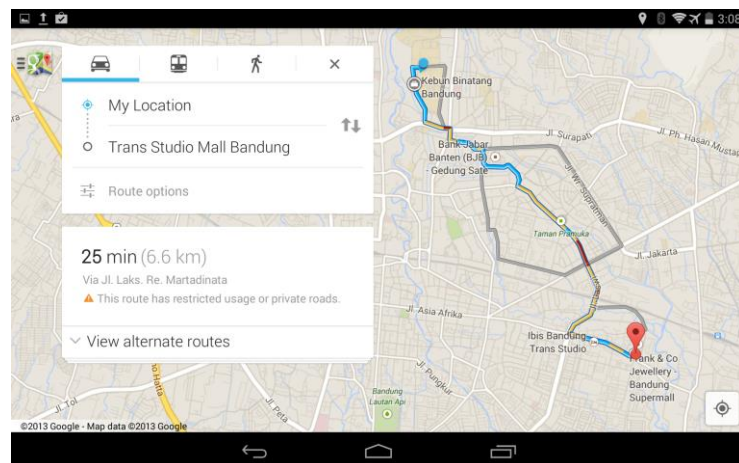 3:08
My Location
Trans Studio Mall Bandung
Route options
25 min (6.6 km)
Via Jl. Laks. Re. Martadinata
This route has restricted usage or private roads.
View alternate routes
Kebun Binatang
Bandung
Jl. Surapati
Jl. Ph. Hasan Mustap
Bank Jabar
Banten (BJB)
- Gedung Sate
Jl. Wr. Supratman
Taman Pramuka
Jl. Jakarta
Jl. Asia Afrika
Ibis Bandung
Trans Studio
Frank & Co
Jewellery -
Bandung
Supermall
Jl. Pungkur
Bandung
Lautan Api
Jl. Peta
Jl. Tol
©2013 Google - Map data ©2013 Google